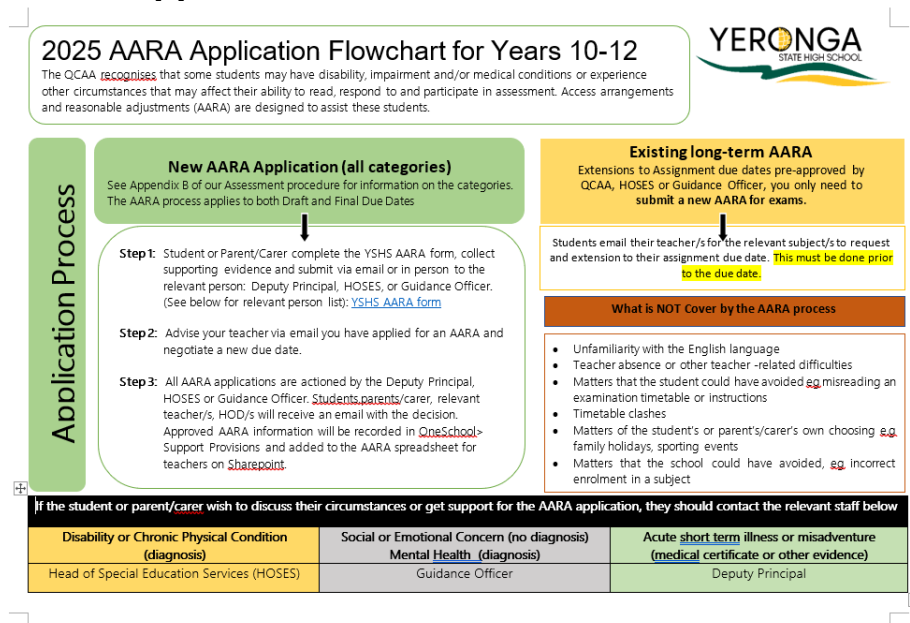 2025 AARA Application Flowchart for Years 10-12
The QCAA recognises that some students may have disability, impairment and/or medical conditions or experience
other circumstances that may affect their ability to read, respond to and participate in assessment. Access arrangements
and reasonable adjustments (AARA) are designed to assist these students.
YERONGA
STATE HIGH SCHOOL
Application Process
New AARA Application (all categories)
See Appendix B of our Assessment procedure for information on the categories.
The AARA process applies to both Draft and Final Due Dates
Step 1: Student or Parent/Carer complete the YSHS AARA form, collect
supporting evidence and submit via email or in person to the
relevant person: Deputy Principal, HOSES, or Guidance Officer.
(See below for relevant person list): YSHS AARA form
Step 2: Advise your teacher via email you have applied for an AARA and
negotiate a new due date.
Step 3: All AARA applications are actioned by the Deputy Principal,
HOSES or Guidance Officer. Students,parents/carer, relevant
teacher/s, HOD/s will receive an email with the decision.
Approved AARA information will be recorded in OneSchool>
Support Provisions and added to the AARA spreadsheet for
teachers on Sharepoint.
Existing long-term AARA
Extensions to Assignment due dates pre-approved by
QCAA, HOSES or Guidance Officer, you only need to
submit a new AARA for exams.
Students email their teacher/s for the relevant subject/s to request
and extension to their assignment due date. This must be done prior
to the due date.
What is NOT Cover by the AARA process
• Unfamiliarity with the English language
• Teacher absence or other teacher -related difficulties
• Matters that the student could have avoided eg misreading an
examination timetable or instructions
• Timetable clashes
• Matters of the student's or parent's/carer's own choosing e.g
family holidays, sporting events
• Matters that the school could have avoided, eg incorrect
enrolment in a subject
If the student or parent/carer wish to discuss their circumstances or get support for the AARA application, they should contact the relevant staff below
Disability or Chronic Physical Condition
(diagnosis)
Head of Special Education Services (HOSES)
Social or Emotional Concern (no diagnosis)
Mental Health (diagnosis)
Guidance Officer
Acute short term illness or misadventure
(medical certificate or other evidence)
Deputy Principal